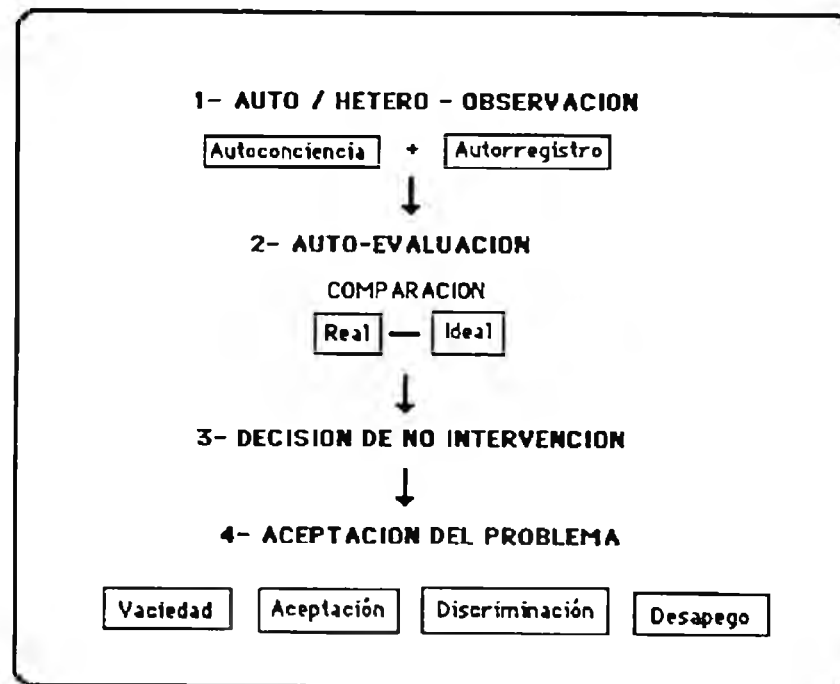 1- AUTO / HETERO - OBSERVACION
Autoconciencia + Autorregistro
2- AUTO-EVALUACION
COMPARACION
Real — Ideal
3- DECISION DE NO INTERVENCION
4- ACEPTACION DEL PROBLEMA
Vaciedad Aceptación Discriminación Desapego